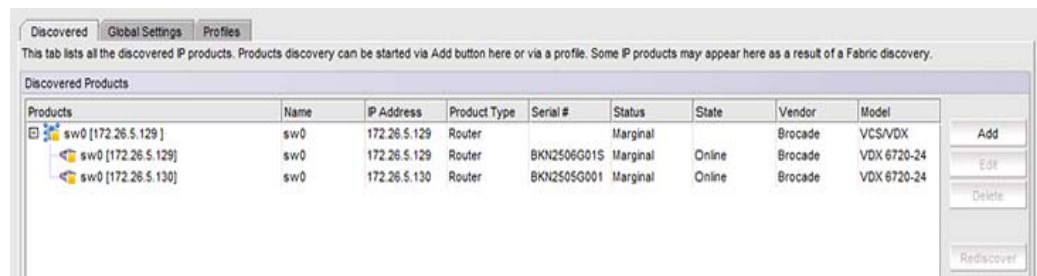 Discovered Global Settings Profiles
This tab lists all the discovered IP products. Products discovery can be started via Add button here or via a profile. Some IP products may appear here as a result of a Fabric discovery.
Discovered Products
Products Name IP Address Product Type Serial # Status State Vendor Model
sw0 [172.26.5.129 ] sw0 172.26.5.129 Router Marginal Brocade VCS/VDX
sw0 [172.26.5.129] sw0 172.26.5.129 Router BKN2506G01S Marginal Online Brocade VDX 6720-24
sw0 [172.26.5.130] sw0 172.26.5.130 Router BKN2505G001 Marginal Online Brocade VDX 6720-24
Add
Edit
Delete
Rediscover